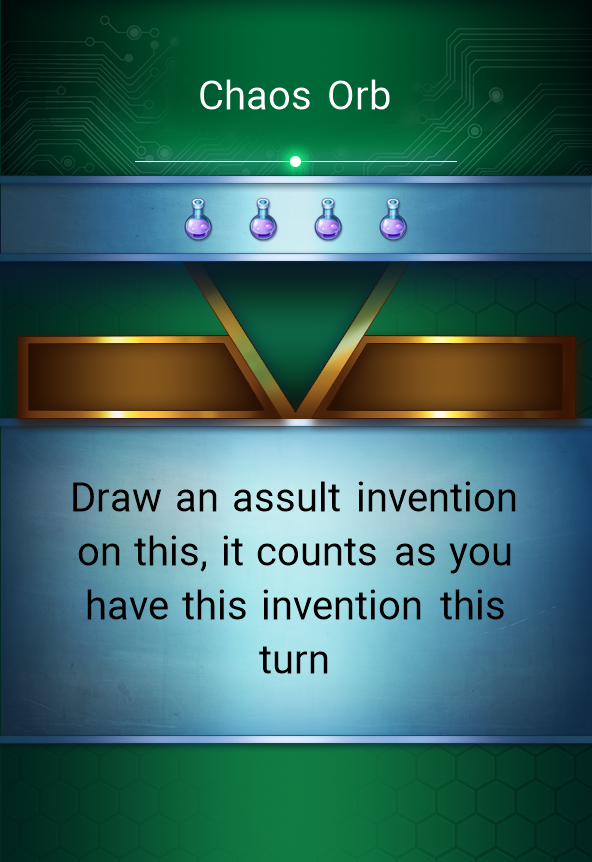 Chaos Orb
Draw an assult invention
on this, it counts as you
have this invention this
turn